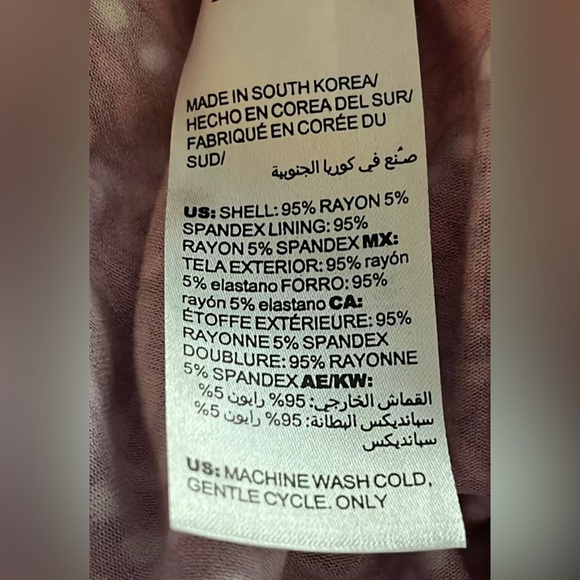 MADE IN SOUTH KOREA/
HECHO EN COREA DEL SUR/
FABRIQUÉ EN CORÉE DU
SUD/
صُنع في كوريا الجنوبية
US: SHELL: 95% RAYON 5%
SPANDEX LINING: 95%
RAYON 5% SPANDEX MX:
TELA EXTERIOR: 95% rayón
5% elastano FORRO: 95%
rayón 5% elastano CA:
ÉTOFFE EXTÉRIEURE: 95%
RAYONNE 5% SPANDEX
DOUBLURE: 95% RAYONNE
5% SPANDEX AE/KW:
القماش الخارجي: 95% رايون 5%
سبانديكس البطانة: 95% رايون 5%
سبانديكس
US: MACHINE WASH COLD,
GENTLE CYCLE. ONLY